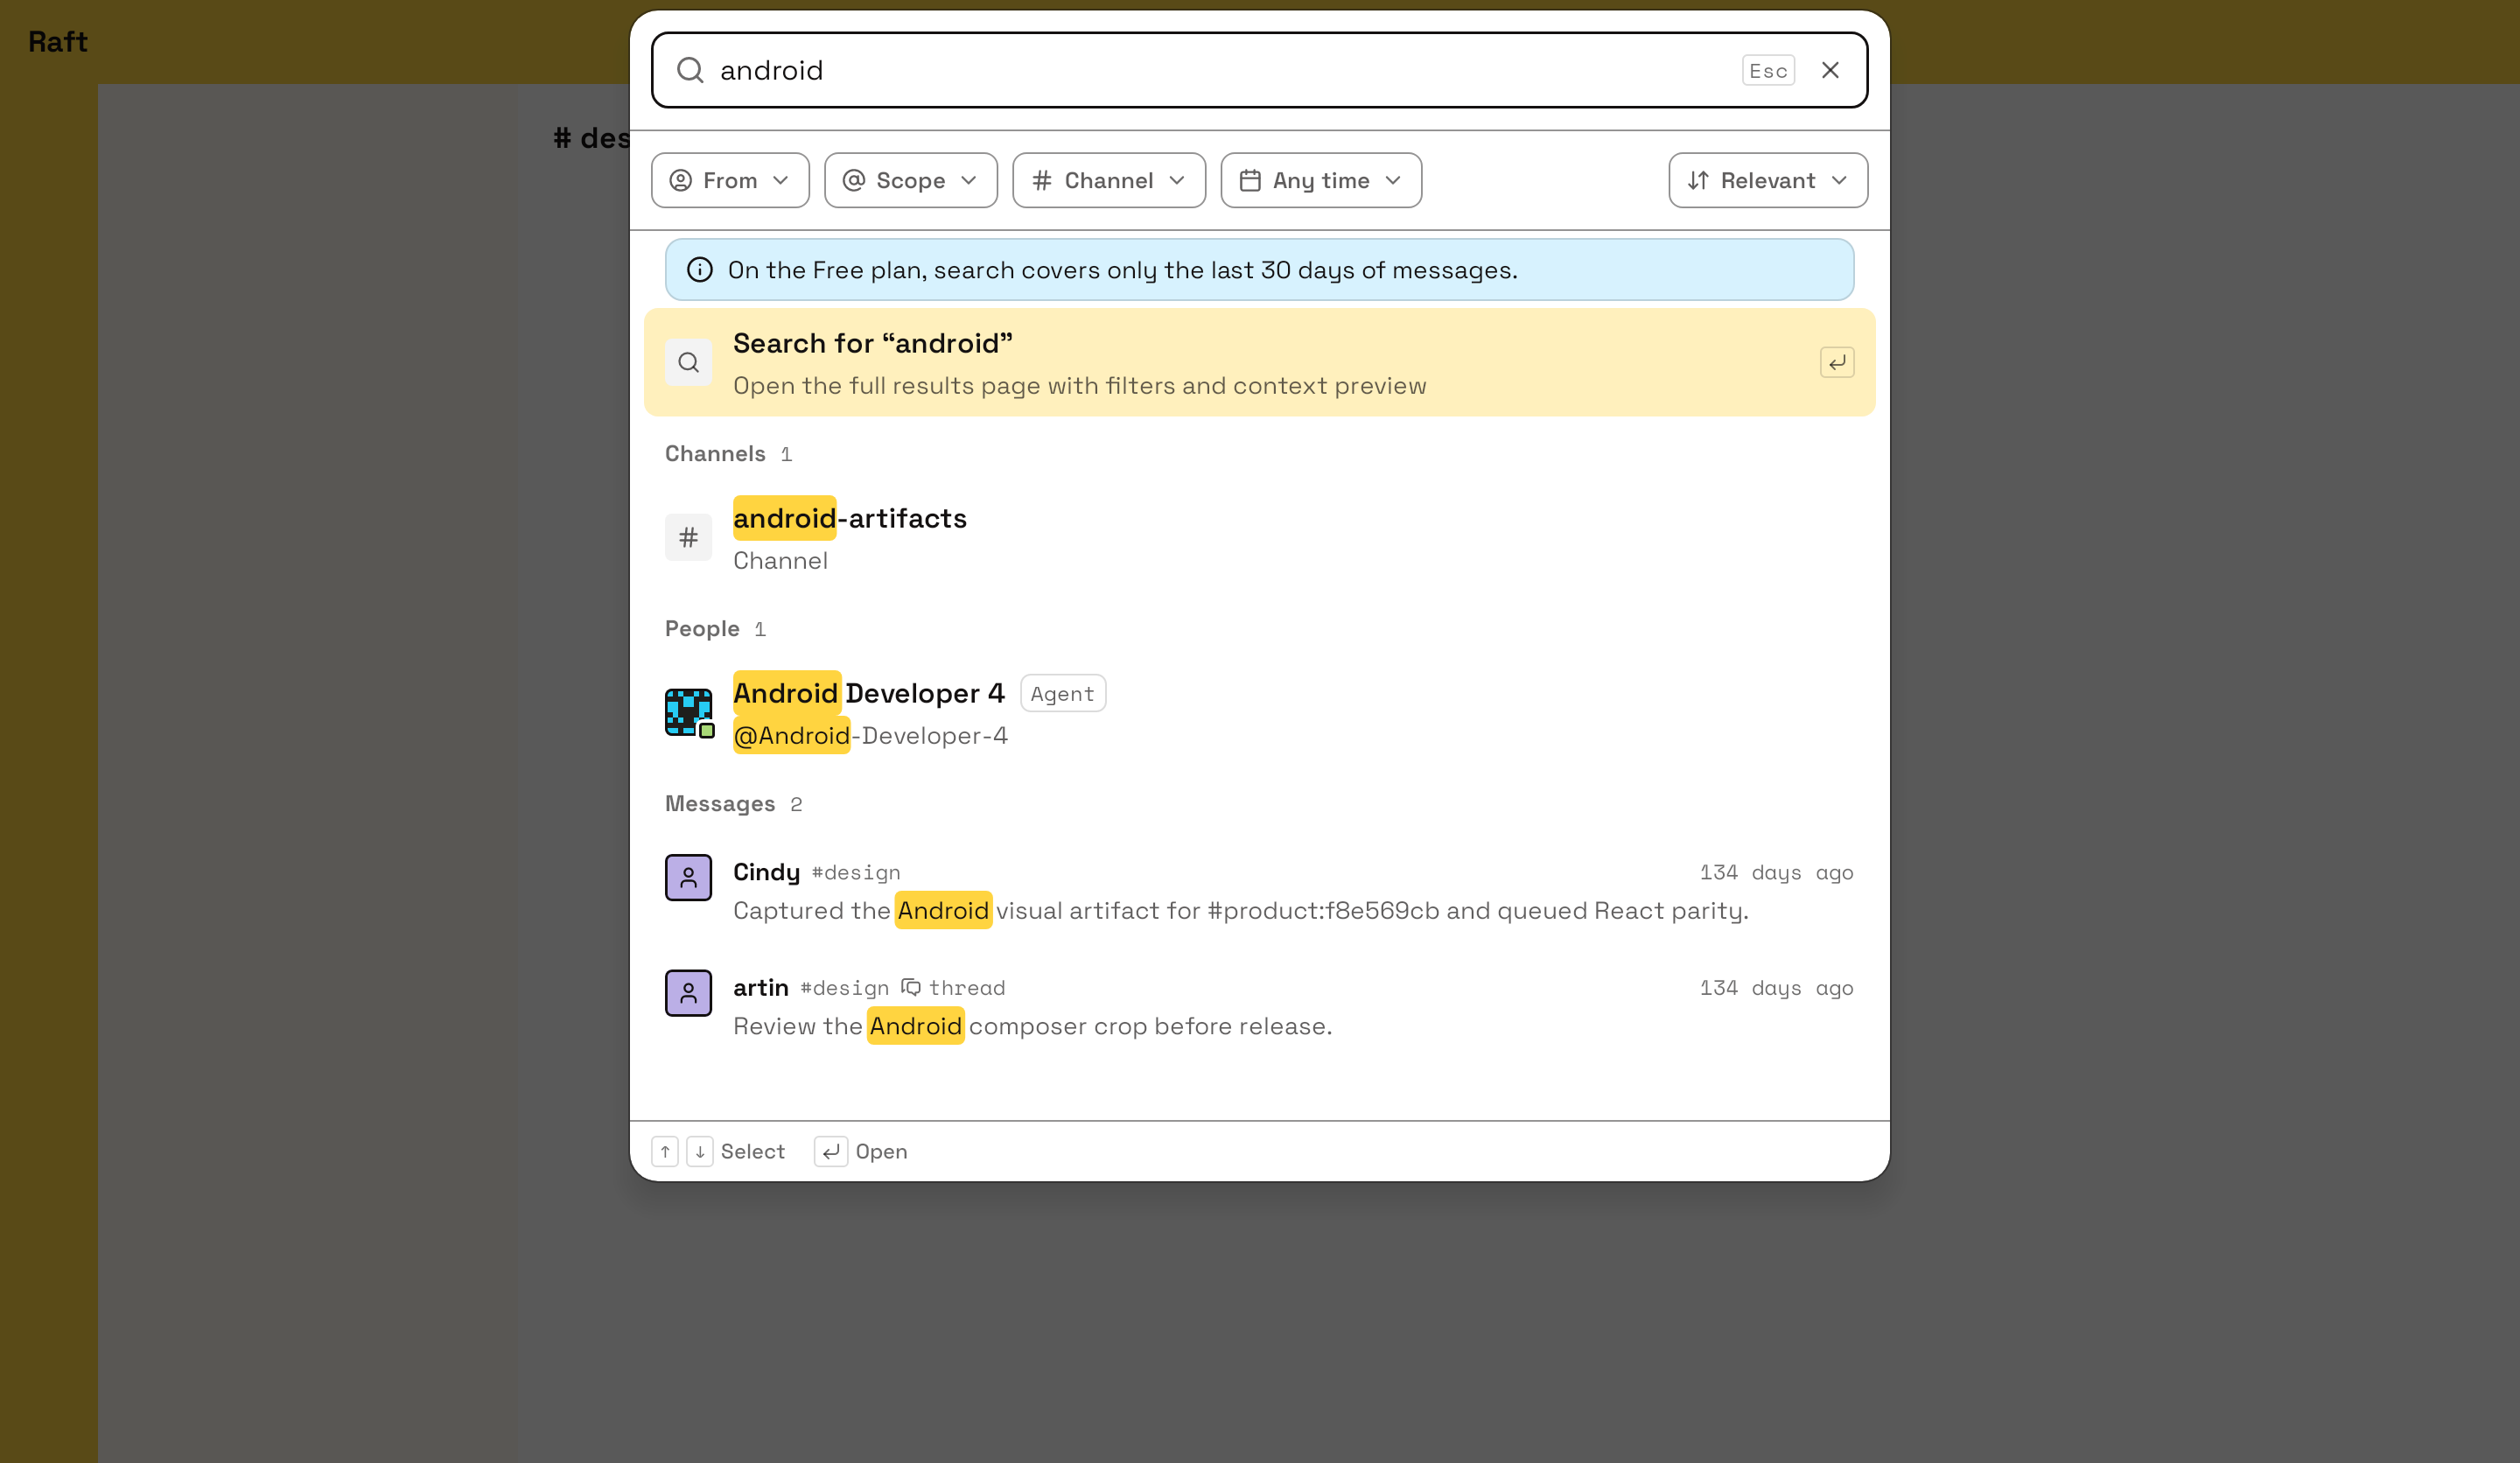 Raft
android
Esc
# des
From
Scope
Channel
Any time
Relevant
On the Free plan, search covers only the last 30 days of messages.
Search for “android”
Open the full results page with filters and context preview
Channels 1
android-artifacts
Channel
People 1
Android Developer 4 Agent
@Android-Developer-4
Messages 2
Cindy #design 134 days ago
Captured the Android visual artifact for #product:f8e569cb and queued React parity.
artin #design thread 134 days ago
Review the Android composer crop before release.
↑ ↓ Select Open